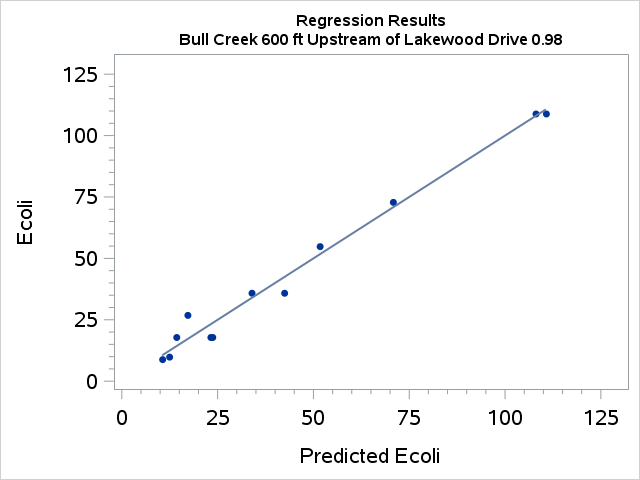 Regression Results
Bull Creek 600 ft Upstream of Lakewood Drive 0.98
125
100
75
50
25
0
Ecoli
0 25 50 75 100 125
Predicted Ecoli